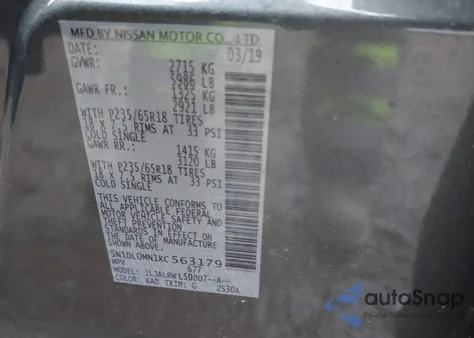 MFD BY NISSAN MOTOR CO., LTD.
DATE: 03/19
GVWR: 2715 KG
5986 LB
GAWR FR.: 1325 KG
2921 LB
WITH P235/65R18 TIRES
18 X 7.5 RIMS AT 33 PSI
COLD SINGLE
GAWR RR.: 1415 KG
3120 LB
WITH P235/65R18 TIRES
18 X 7.5 RIMS AT 33 PSI
COLD SINGLE
THIS VEHICLE CONFORMS TO
ALL APPLICABLE FEDERAL
MOTOR VEHICLE SAFETY AND
THEFT PREVENTION STANDARDS
IN EFFECT ON THE DATE OF
MANUFACTURE SHOWN ABOVE.
5N1DL0MN1KC563179
MPV 677
MODEL: JLJALRWL50DU7--A--
COLOR: KAD TRIM: G 2530A
autoSnap